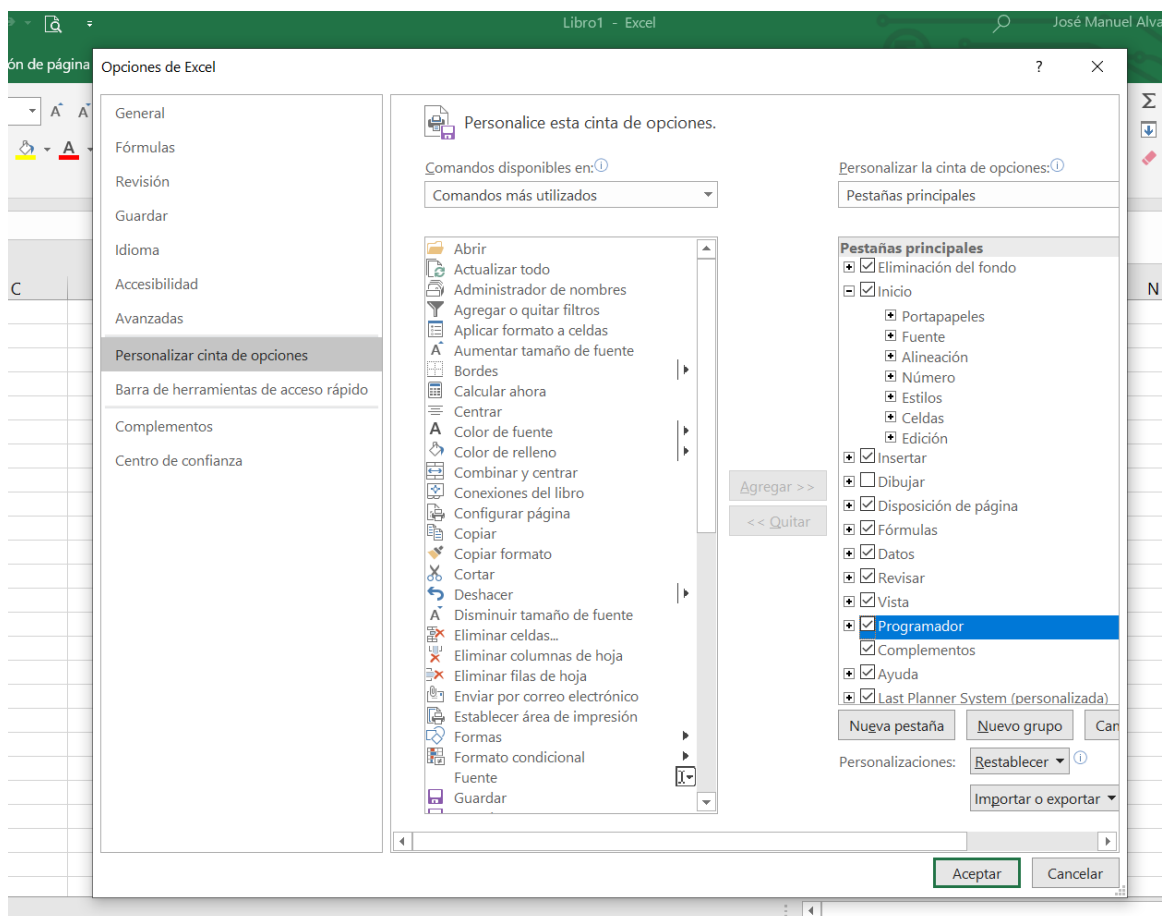 Libro1 - Excel
José Manuel Alva
ón de página
Opciones de Excel
?
General
Fórmulas
Revisión
Guardar
Idioma
Accesibilidad
Avanzadas
Personalizar cinta de opciones
Barra de herramientas de acceso rápido
Complementos
Centro de confianza
Personalice esta cinta de opciones.
Comandos disponibles en:
Comandos más utilizados
Abrir
Actualizar todo
Administrador de nombres
Agregar o quitar filtros
Aplicar formato a celdas
Aumentar tamaño de fuente
Bordes
Calcular ahora
Centrar
Color de fuente
Color de relleno
Combinar y centrar
Conexiones del libro
Configurar página
Copiar
Copiar formato
Cortar
Deshacer
Disminuir tamaño de fuente
Eliminar celdas...
Eliminar columnas de hoja
Eliminar filas de hoja
Enviar por correo electrónico
Establecer área de impresión
Formas
Formato condicional
Fuente
Guardar
Agregar >>
<< Quitar
Personalizar la cinta de opciones:
Pestañas principales
Pestañas principales
Eliminación del fondo
Inicio
Portapapeles
Fuente
Alineación
Número
Estilos
Celdas
Edición
Insertar
Dibujar
Disposición de página
Fórmulas
Datos
Revisar
Vista
Programador
Complementos
Ayuda
Last Planner System (personalizada)
Nueva pestaña
Nuevo grupo
Can
Personalizaciones:
Restablecer
Importar o exportar
Aceptar
Cancelar
C
N